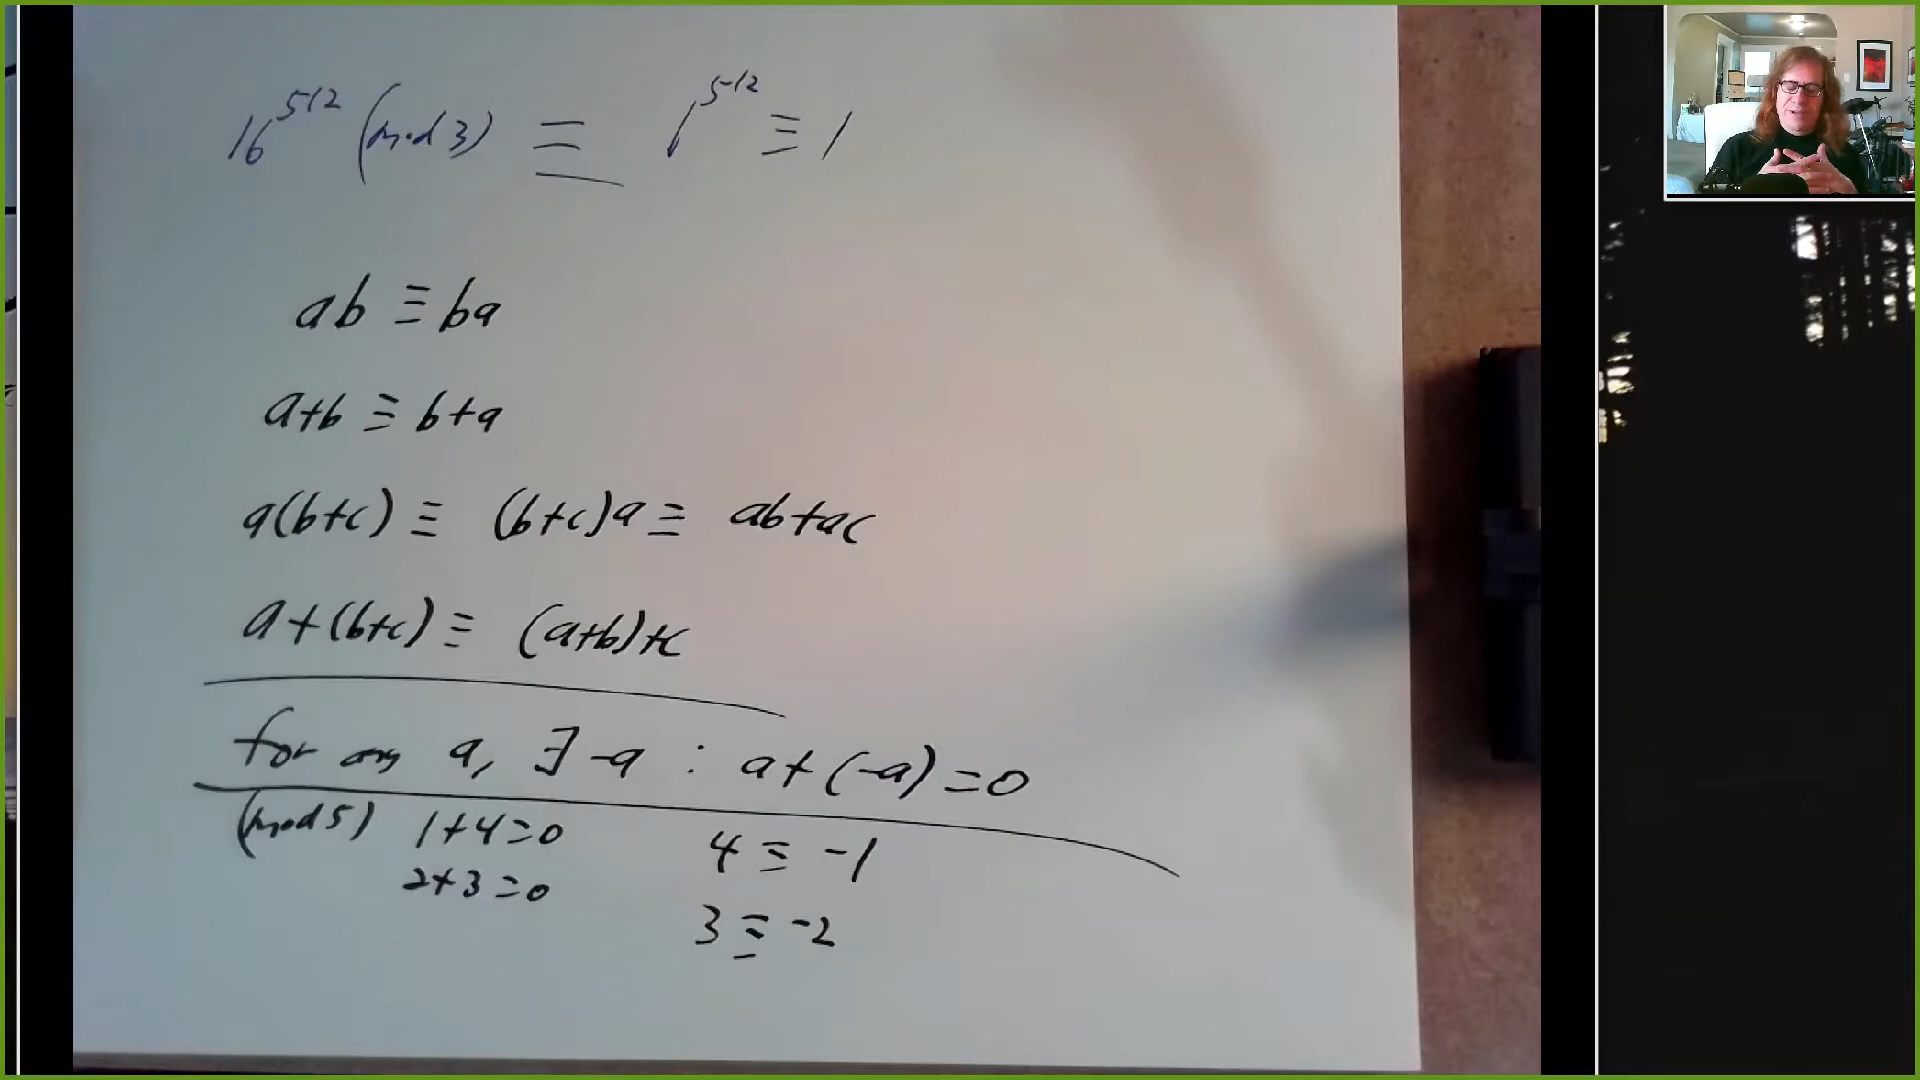 16^512 (mod 3) ≡ 1^512 ≡ 1
ab ≡ ba
a+b ≡ b+a
a(b+c) ≡ (b+c)a ≡ ab+ac
a+(b+c) ≡ (a+b)+c
for any a, ∃ -a : a+(-a)=0
(mod 5) 1+4=0 4 ≡ -1
2+3=0 3 ≡ -2